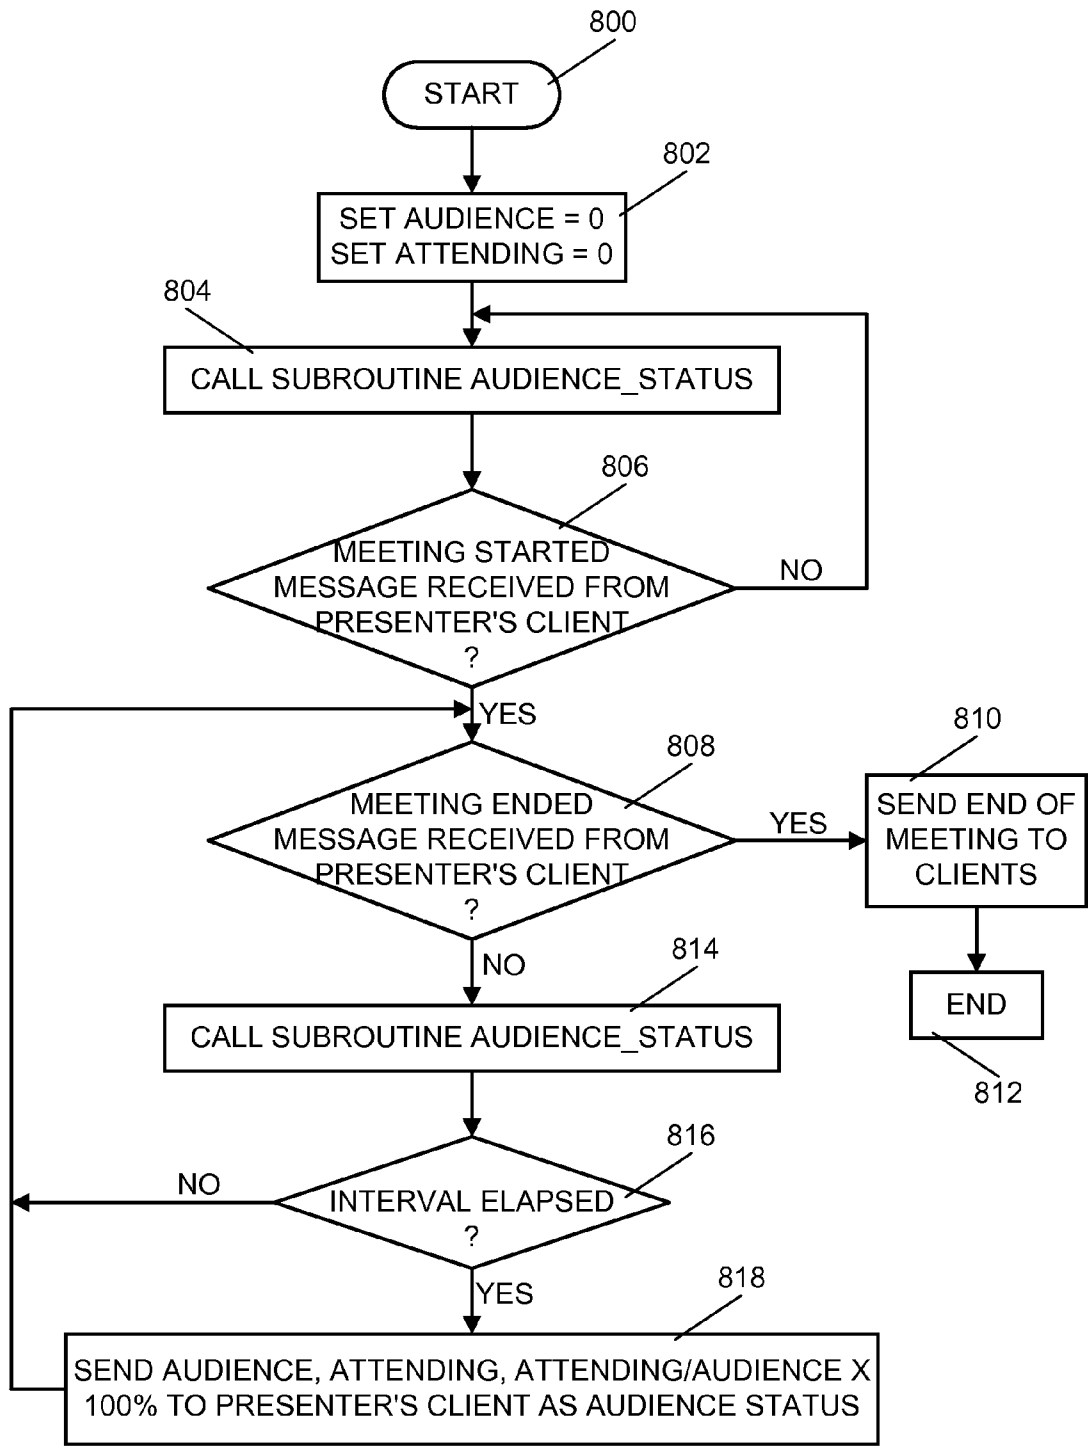 800
START
802
SET AUDIENCE = 0
SET ATTENDING = 0
804
CALL SUBROUTINE AUDIENCE_STATUS
806
MEETING STARTED
MESSAGE RECEIVED FROM
PRESENTER'S CLIENT
?
NO
YES
808
MEETING ENDED
MESSAGE RECEIVED FROM
PRESENTER'S CLIENT
?
YES
810
SEND END OF
MEETING TO
CLIENTS
NO
814
CALL SUBROUTINE AUDIENCE_STATUS
END
812
816
INTERVAL ELAPSED
?
NO
YES
818
SEND AUDIENCE, ATTENDING, ATTENDING/AUDIENCE X
100% TO PRESENTER'S CLIENT AS AUDIENCE STATUS